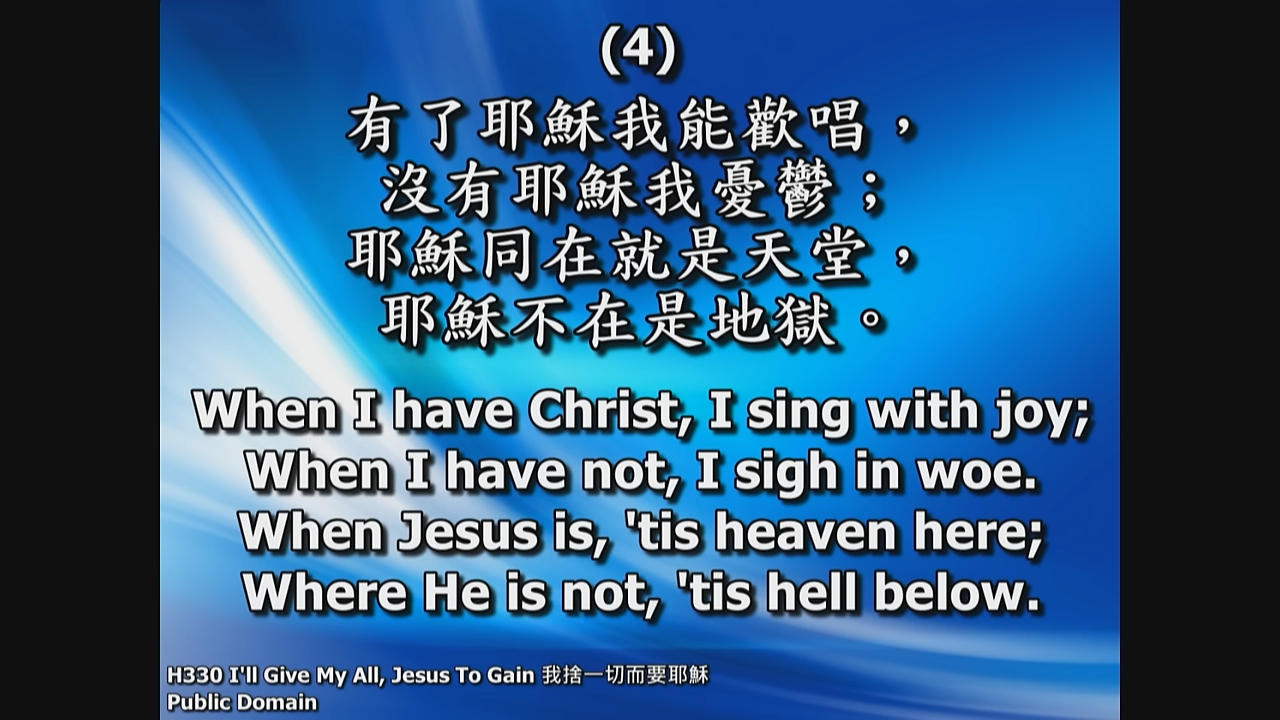 (4)
有了耶穌我能歡唱，
沒有耶穌我憂鬱；
耶穌同在就是天堂，
耶穌不在是地獄。
When I have Christ, I sing with joy;
When I have not, I sigh in woe.
When Jesus is, 'tis heaven here;
Where He is not, 'tis hell below.
H330 I'll Give My All, Jesus To Gain 我捨一切而要耶穌
Public Domain